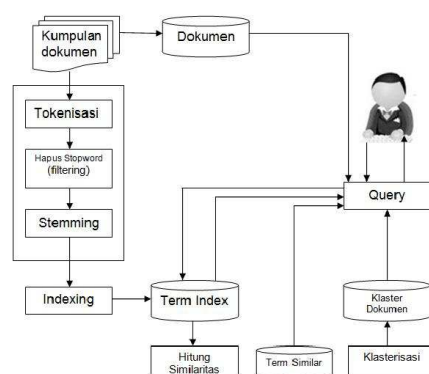 Kumpulan
dokumen
Dokumen
Tokenisasi
Hapus Stopword
(filtering)
Stemming
Query
Indexing
Term Index
Klaster
Dokumen
Hitung
Similaritas
Term Similar
Klasterisasi